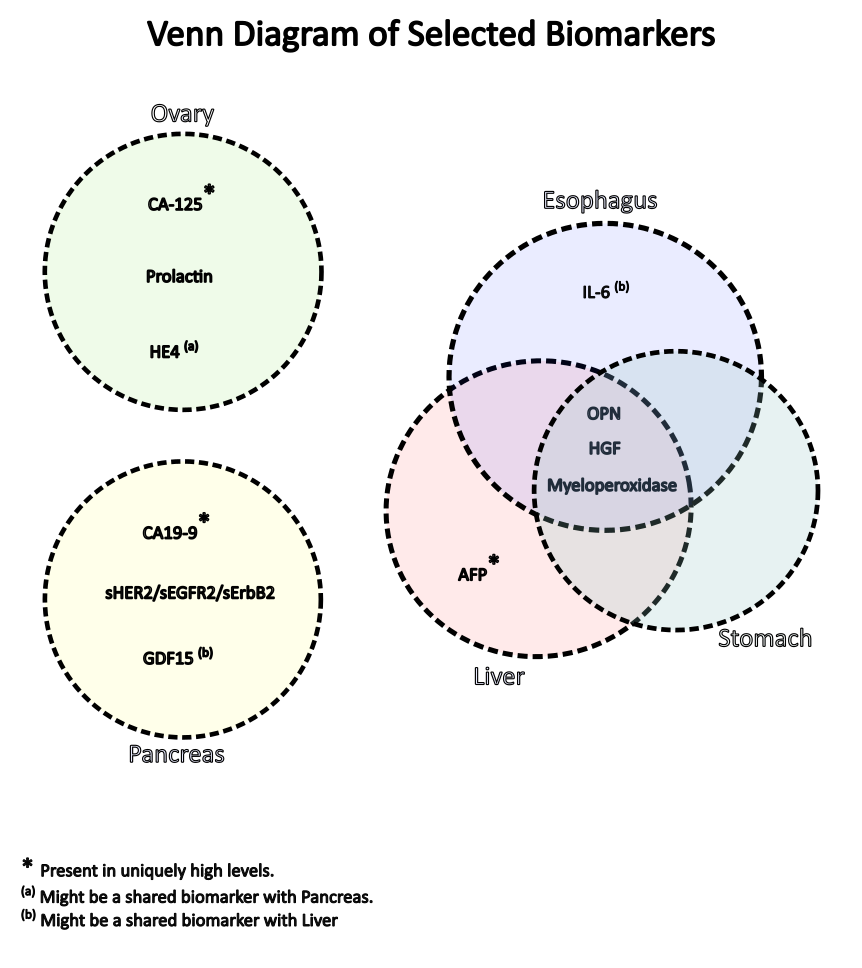 Venn Diagram of Selected Biomarkers
Ovary
CA-125 *
Prolactin
HE4 (a)
Esophagus
IL-6 (b)
OPN
HGF
Myeloperoxidase
AFP *
Liver
Stomach
CA19-9 *
sHER2/sEGFR2/sErbB2
GDF15 (b)
Pancreas
* Present in uniquely high levels.
(a) Might be a shared biomarker with Pancreas.
(b) Might be a shared biomarker with Liver